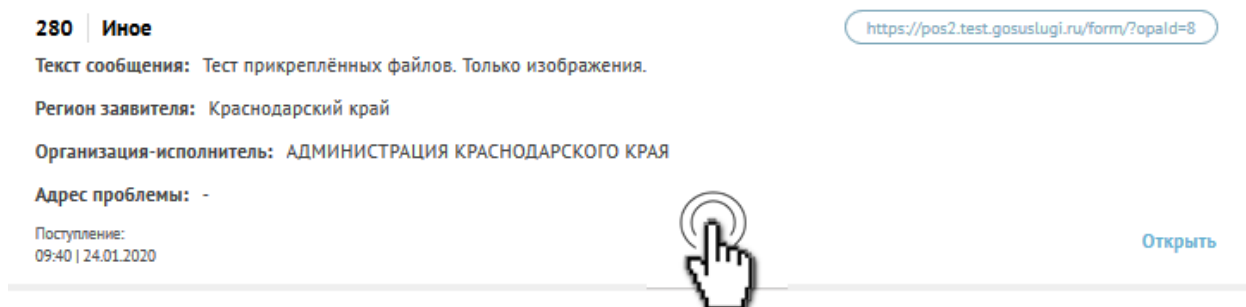 280 Иное
https://pos2.test.gosuslugi.ru/form/?opaId=8
Текст сообщения: Тест прикреплённых файлов. Только изображения.
Регион заявителя: Краснодарский край
Организация-исполнитель: АДМИНИСТРАЦИЯ КРАСНОДАРСКОГО КРАЯ
Адрес проблемы: -
Поступление:
09:40 | 24.01.2020
Открыть